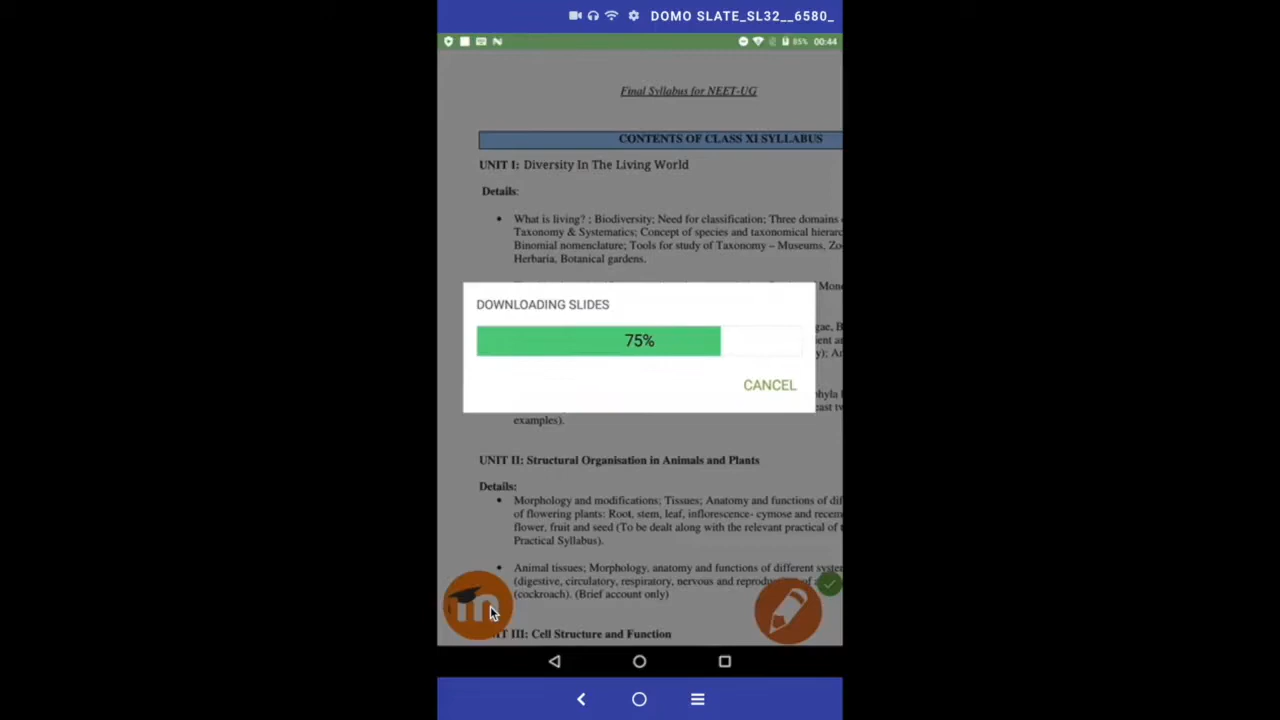 DOMO SLATE_SL32__6580_
85% 00:44
Final Syllabus for NEET-UG
CONTENTS OF CLASS XI SYLLABUS
UNIT I: Diversity In The Living World
Details:
What is living? ; Biodiversity; Need for classification; Three domains
Taxonomy & Systematics; Concept of species and taxonomical hierar
Binomial nomenclature; Tools for study of Taxonomy – Museums, Zo
Herbaria, Botanical gardens.
DOWNLOADING SLIDES
75%
CANCEL
examples).
UNIT II: Structural Organisation in Animals and Plants
Details:
• Morphology and modifications; Tissues; Anatomy and functions of dif
of flowering plants: Root, stem, leaf, inflorescence- cymose and recem
flower, fruit and seed (To be dealt along with the relevant practical of
Practical Syllabus).
• Animal tissues; Morphology, anatomy and functions of different syste
(digestive, circulatory, respiratory, nervous and reprodu of
(cockroach). (Brief account only)
III: Cell Structure and Function